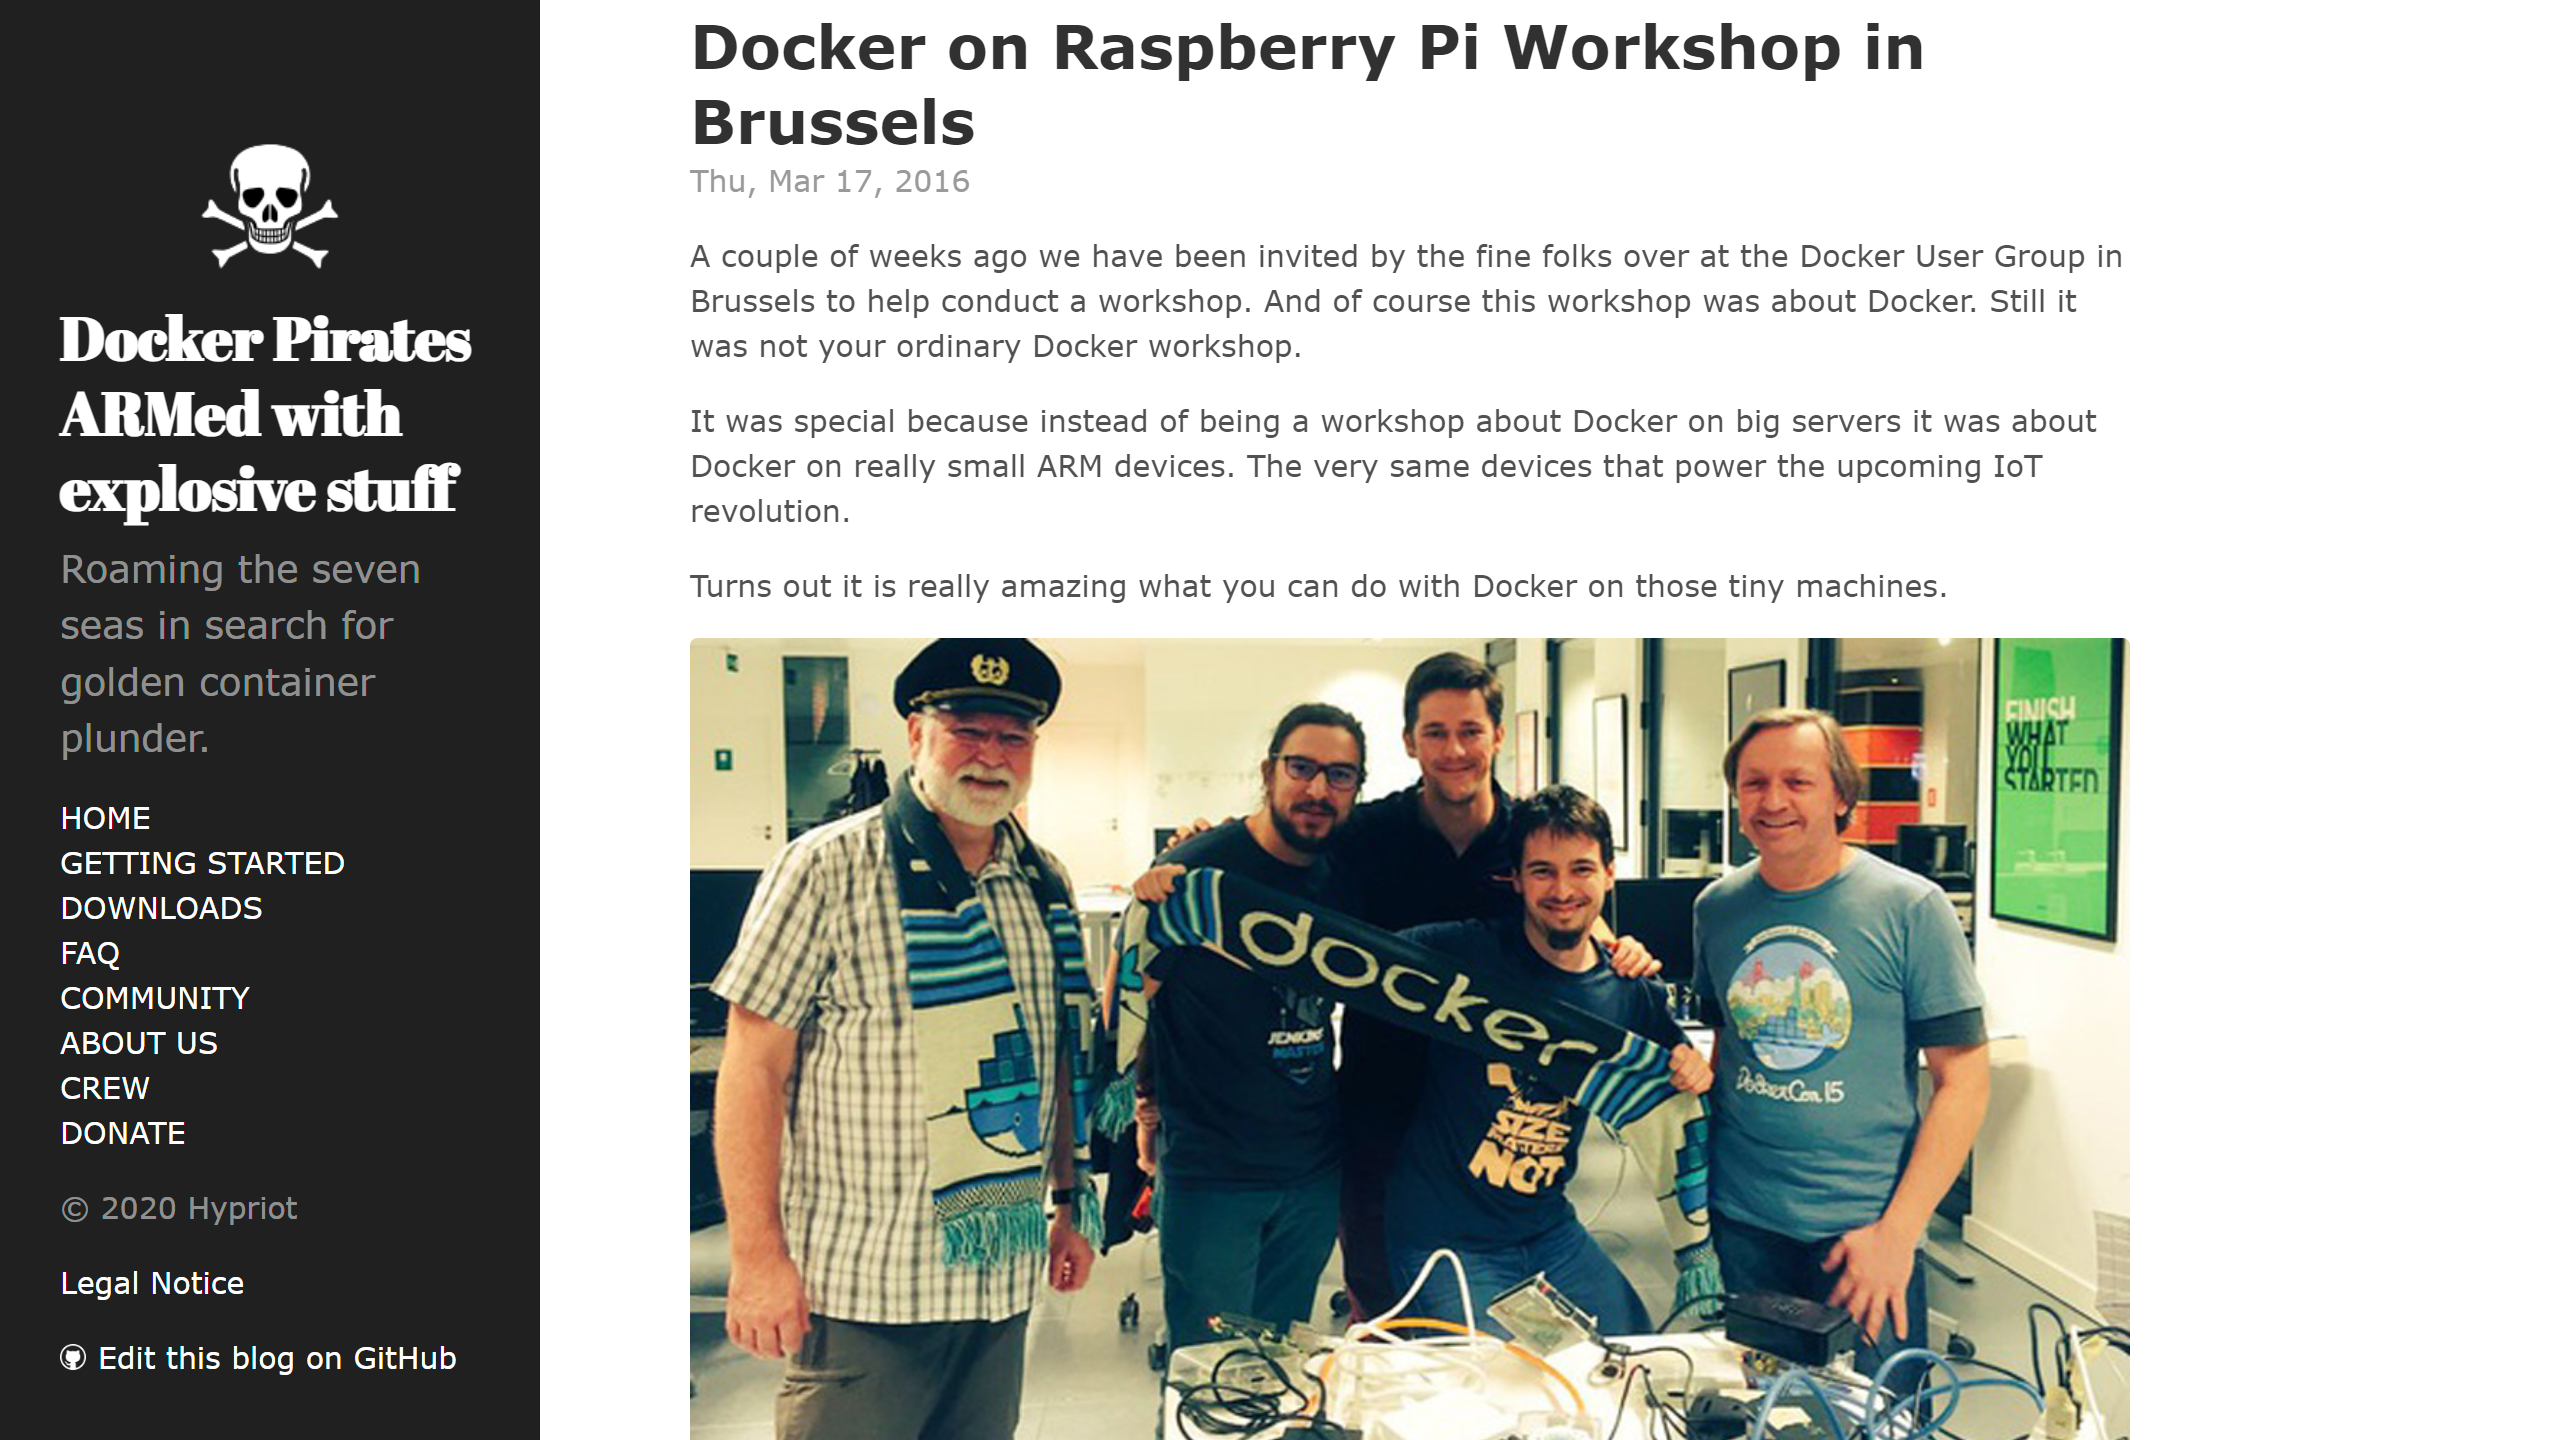 Docker Pirates
ARMed with
explosive stuff
Roaming the seven
seas in search for
golden container
plunder.
HOME
GETTING STARTED
DOWNLOADS
FAQ
COMMUNITY
ABOUT US
CREW
DONATE
© 2020 Hypriot
Legal Notice
Edit this blog on GitHub
Docker on Raspberry Pi Workshop in
Brussels
Thu, Mar 17, 2016
A couple of weeks ago we have been invited by the fine folks over at the Docker User Group in
Brussels to help conduct a workshop. And of course this workshop was about Docker. Still it
was not your ordinary Docker workshop.
It was special because instead of being a workshop about Docker on big servers it was about
Docker on really small ARM devices. The very same devices that power the upcoming IoT
revolution.
Turns out it is really amazing what you can do with Docker on those tiny machines.
FINISH
WHAT
YOU
STARTED
docker
JENKINS
MASTER
SIZE
MATTERS
NOT
DockerCon 15